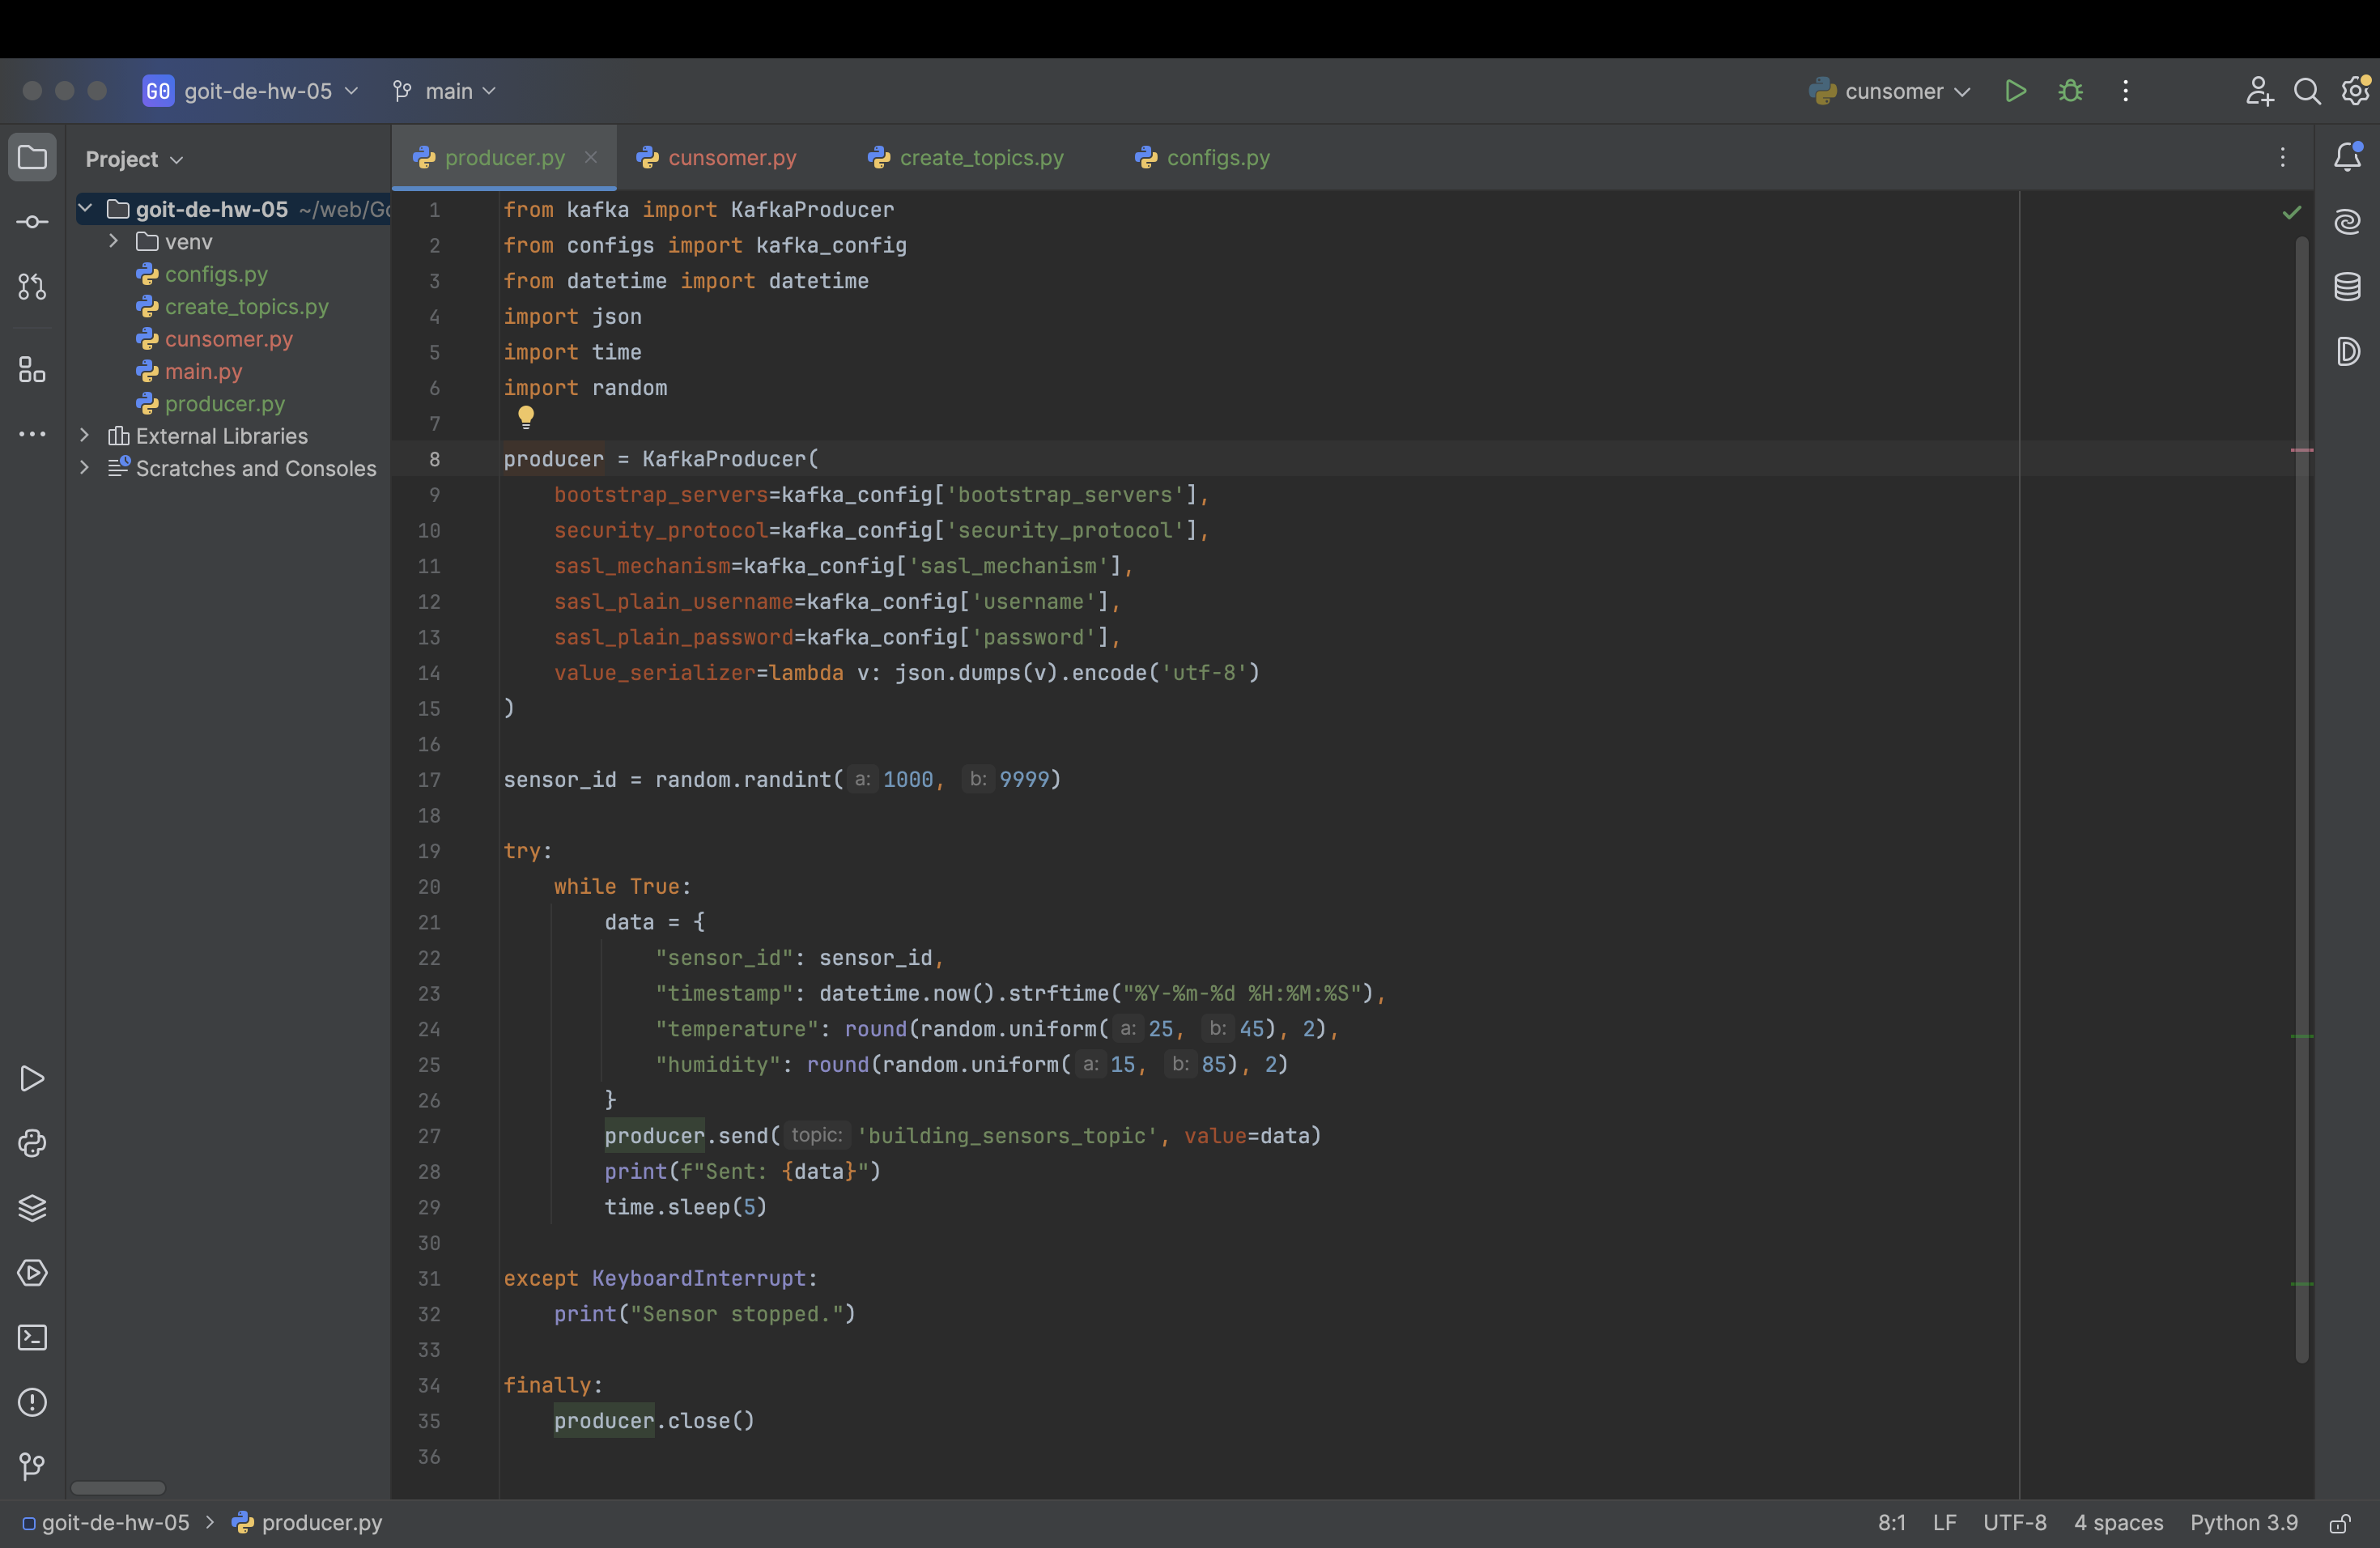 GO goit-de-hw-05 main cunsomer
Project
producer.py cunsomer.py create_topics.py configs.py
goit-de-hw-05 ~/web/Go
venv
configs.py
create_topics.py
cunsomer.py
main.py
producer.py
External Libraries
Scratches and Consoles
1 from kafka import KafkaProducer
2 from configs import kafka_config
3 from datetime import datetime
4 import json
5 import time
6 import random
7
8 producer = KafkaProducer(
9 bootstrap_servers=kafka_config['bootstrap_servers'],
10 security_protocol=kafka_config['security_protocol'],
11 sasl_mechanism=kafka_config['sasl_mechanism'],
12 sasl_plain_username=kafka_config['username'],
13 sasl_plain_password=kafka_config['password'],
14 value_serializer=lambda v: json.dumps(v).encode('utf-8')
15 )
16
17 sensor_id = random.randint( a: 1000, b: 9999)
18
19 try:
20 while True:
21 data = {
22 "sensor_id": sensor_id,
23 "timestamp": datetime.now().strftime("%Y-%m-%d %H:%M:%S"),
24 "temperature": round(random.uniform( a: 25, b: 45), 2),
25 "humidity": round(random.uniform( a: 15, b: 85), 2)
26 }
27 producer.send( topic: 'building_sensors_topic', value=data)
28 print(f"Sent: {data}")
29 time.sleep(5)
30
31 except KeyboardInterrupt:
32 print("Sensor stopped.")
33
34 finally:
35 producer.close()
36
goit-de-hw-05 > producer.py 8:1 LF UTF-8 4 spaces Python 3.9